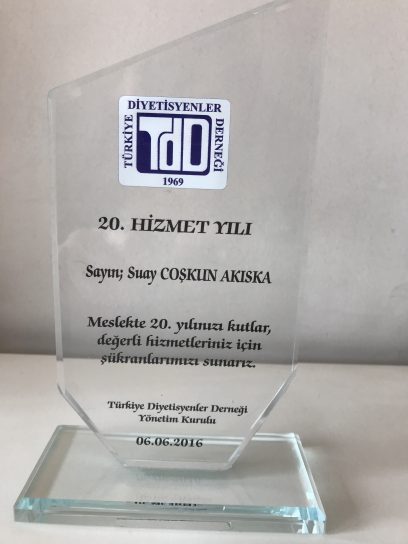 TÜRKİYE
DİYETİSYENLER
DERNEĞİ
TDD
1969
20. HİZMET YILI
Sayın; Suay COŞKUN AKISKA
Meslekte 20. yılınızı kutlar,
değerli hizmetleriniz için
şükranlarımızı sunarız.
Türkiye Diyetisyenler Derneği
Yönetim Kurulu
06.06.2016